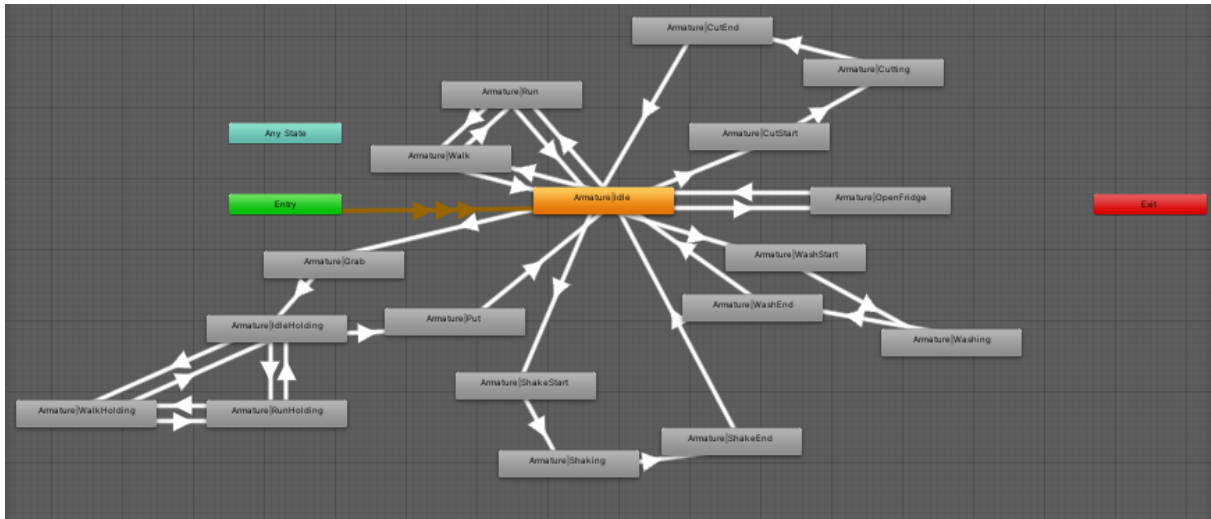 Armature|CutEnd
Armature|Cutting
Armature|Run
Any State
Armature|CutStart
Armature|Walk
Armature|Idle
Armature|OpenFridge
Entry
Exit
Armature|Grab
Armature|WashStart
Armature|WashEnd
Armature|Put
Armature|IdleHolding
Armature|Washing
Armature|ShakeStart
Armature|WalkHolding
Armature|RunHolding
Armature|ShakeEnd
Armature|Shaking